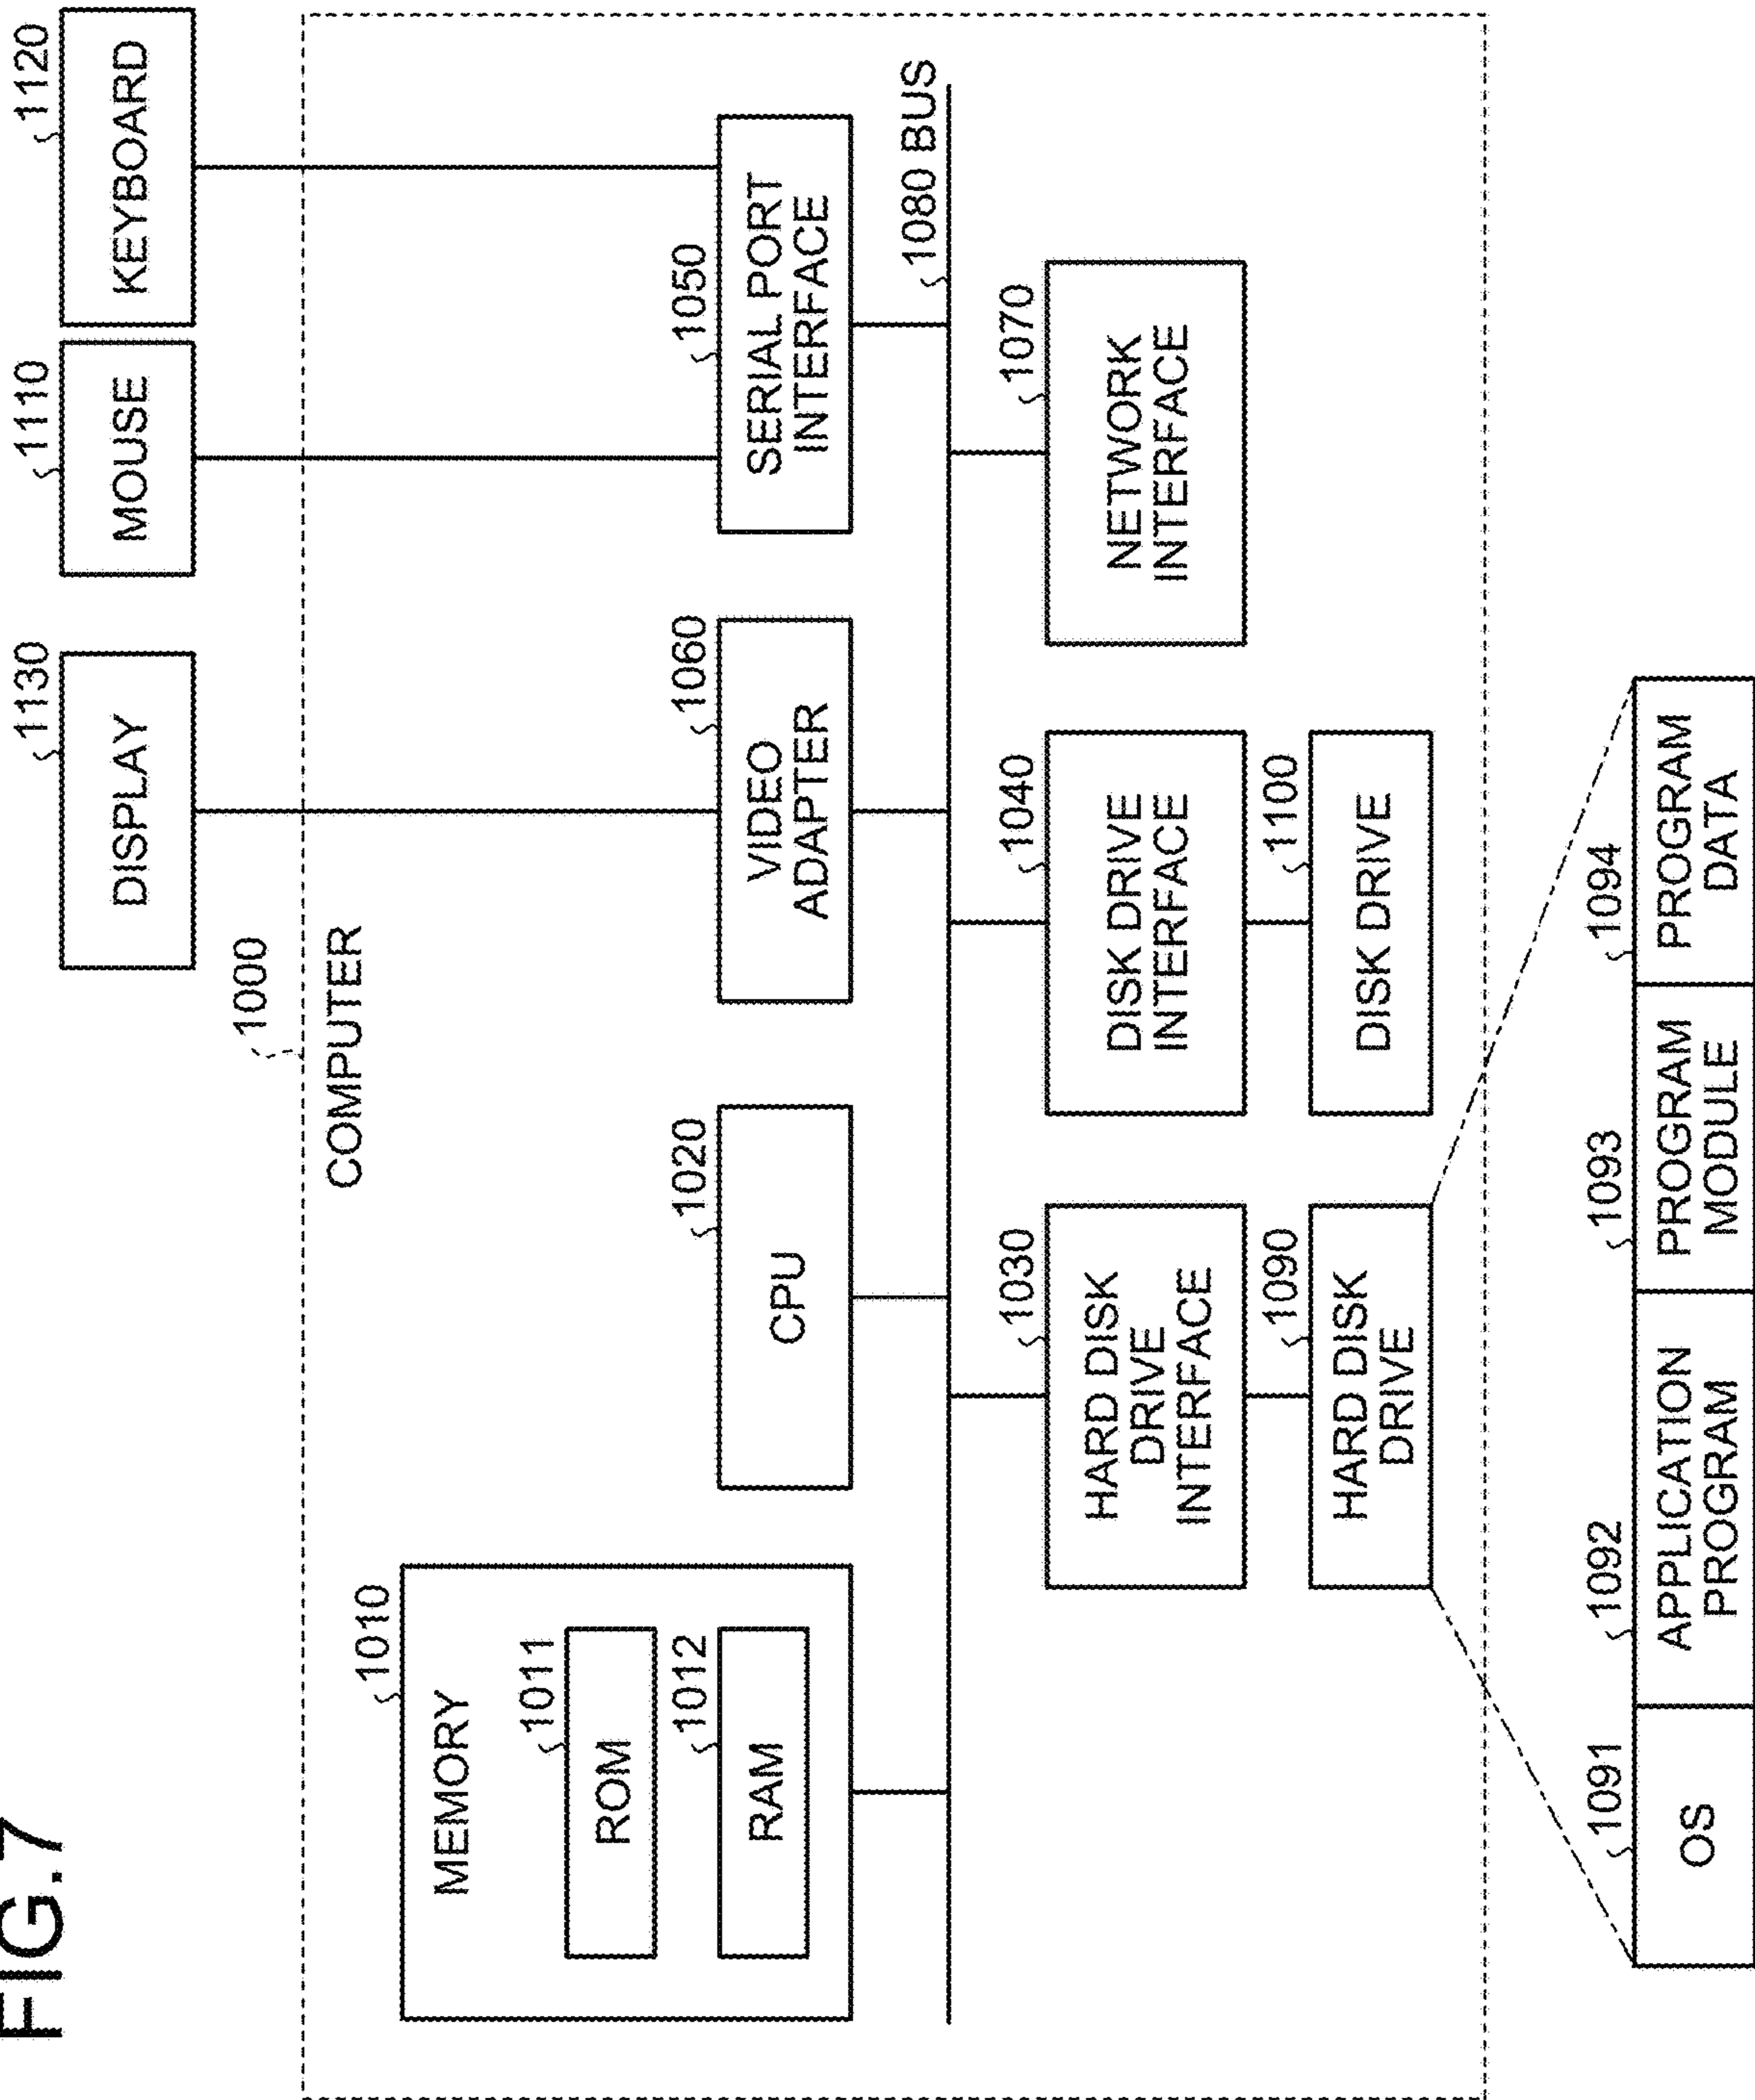 FIG.7
1130
DISPLAY
1110
MOUSE
1120
KEYBOARD
1000
COMPUTER
1010
MEMORY
1011
ROM
1012
RAM
1020
CPU
1060
VIDEO
ADAPTER
1050
SERIAL PORT
INTERFACE
1080 BUS
1030
HARD DISK
DRIVE
INTERFACE
1040
DISK DRIVE
INTERFACE
1070
NETWORK
INTERFACE
1090
HARD DISK
DRIVE
1100
DISK DRIVE
1091
OS
1092
APPLICATION
PROGRAM
1093
PROGRAM
MODULE
1094
PROGRAM
DATA